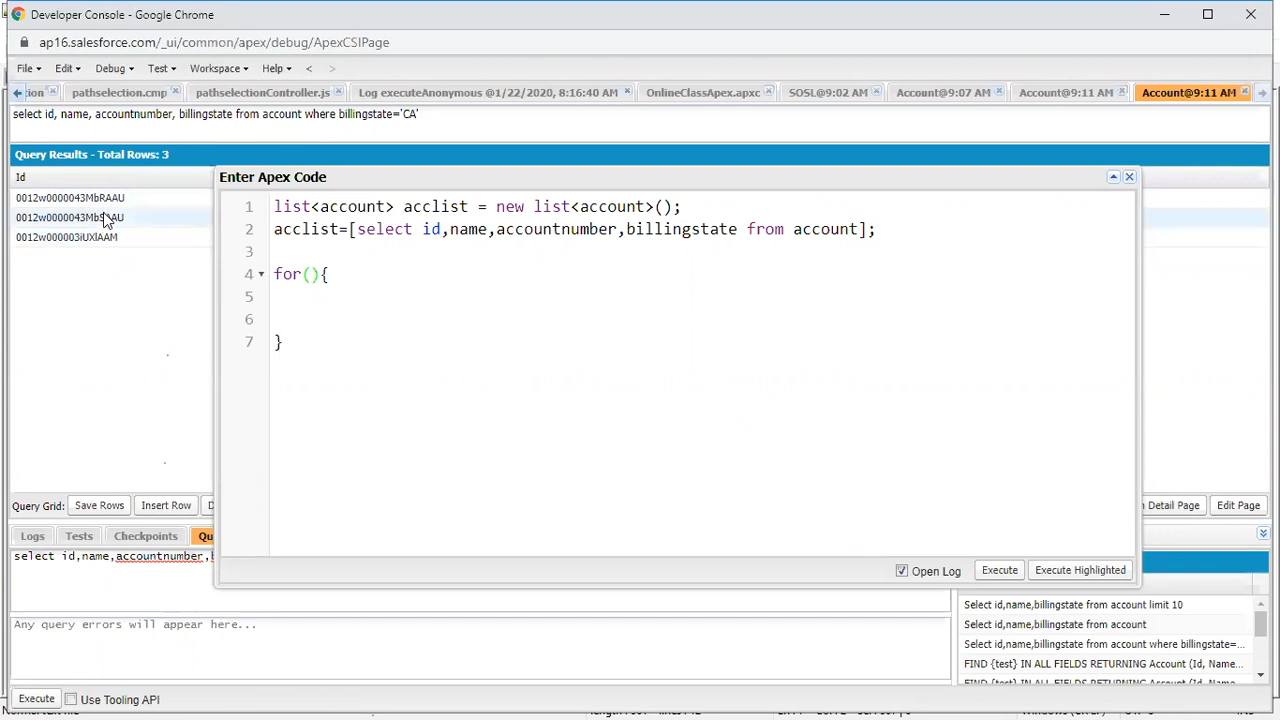 Developer Console - Google Chrome
ap16.salesforce.com/_ui/common/apex/debug/ApexCSIPage
File Edit Debug Test Workspace Help < >
tion pathselection.cmp pathselectionController.js Log executeAnonymous @1/22/2020, 8:16:40 AM OnlineClassApex.apxc SOSL@9:02 AM Account@9:07 AM Account@9:11 AM Account@9:11 AM
select id, name, accountnumber, billingstate from account where billingstate='CA'
Query Results - Total Rows: 3
Id
0012w0000043MbRAAU
0012w000003iUXlAAM
Enter Apex Code
1 list<account> acclist = new list<account>();
2 acclist=[select id,name,accountnumber,billingstate from account];
3
4 for(){
5
6
7 }
Open Log Execute Execute Highlighted
Query Grid: Save Rows Insert Row D Detail Page Edit Page
Logs Tests Checkpoints Qu
select id,name,accountnumber,
Any query errors will appear here...
Select id,name,billingstate from account limit 10
Select id,name,billingstate from account
Select id,name,billingstate from account where billingstate=...
FIND {test} IN ALL FIELDS RETURNING Account (Id, Name...
Execute Use Tooling API